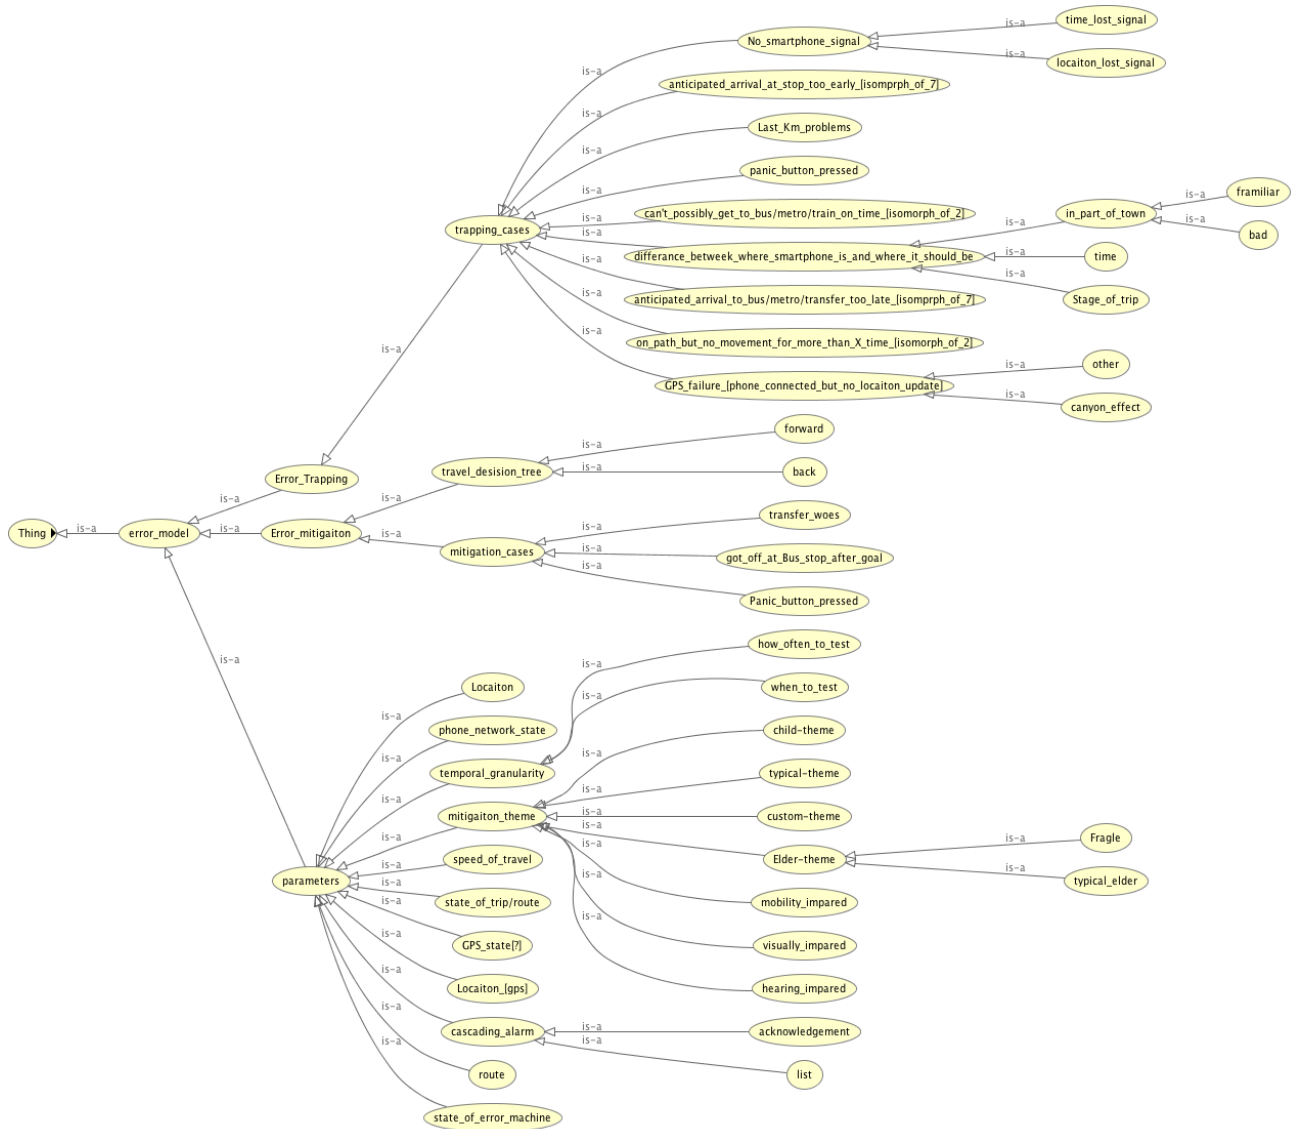 time_lost_signal
No_smartphone_signal
is-a
is-a
locaiton_lost_signal
is-a
anticipated_arrival_at_stop_too_early_[isomprph_of_7]
is-a
Last_Km_problems
is-a
panic_button_pressed
is-a
framiliar
is-a
can't_possibly_get_to_bus/metro/train_on_time_[isomorph_of_2]
in_part_of_town
is-a
is-a
trapping_cases
is-a
is-a
bad
differance_betweek_where_smartphone_is_and_where_it_should_be
is-a
time
is-a
is-a
anticipated_arrival_to_bus/metro/transfer_too_late_[isomprph_of_7]
Stage_of_trip
is-a
on_path_but_no_movement_for_more_than_X_time_[isomorph_of_2]
is-a
is-a
is-a
other
GPS_failure_[phone_connected_but_no_locaiton_update]
is-a
canyon_effect
forward
is-a
Error_Trapping
travel_desision_tree
is-a
back
is-a
is-a
transfer_woes
is-a
Thing
is-a
error_model
is-a
Error_mitigaiton
is-a
mitigation_cases
is-a
got_off_at_Bus_stop_after_goal
is-a
Panic_button_pressed
how_often_to_test
is-a
is-a
Locaiton
is-a
when_to_test
is-a
phone_network_state
child-theme
is-a
is-a
temporal_granularity
typical-theme
is-a
is-a
mitigaiton_theme
is-a
custom-theme
is-a
is-a
Fragle
is-a
speed_of_travel
Elder-theme
is-a
parameters
is-a
is-a
is-a
typical_elder
is-a
state_of_trip/route
mobility_impared
is-a
is-a
GPS_state[?]
visually_impared
is-a
Locaiton_[gps]
hearing_impared
is-a
cascading_alarm
is-a
acknowledgement
is-a
is-a
route
list
state_of_error_machine